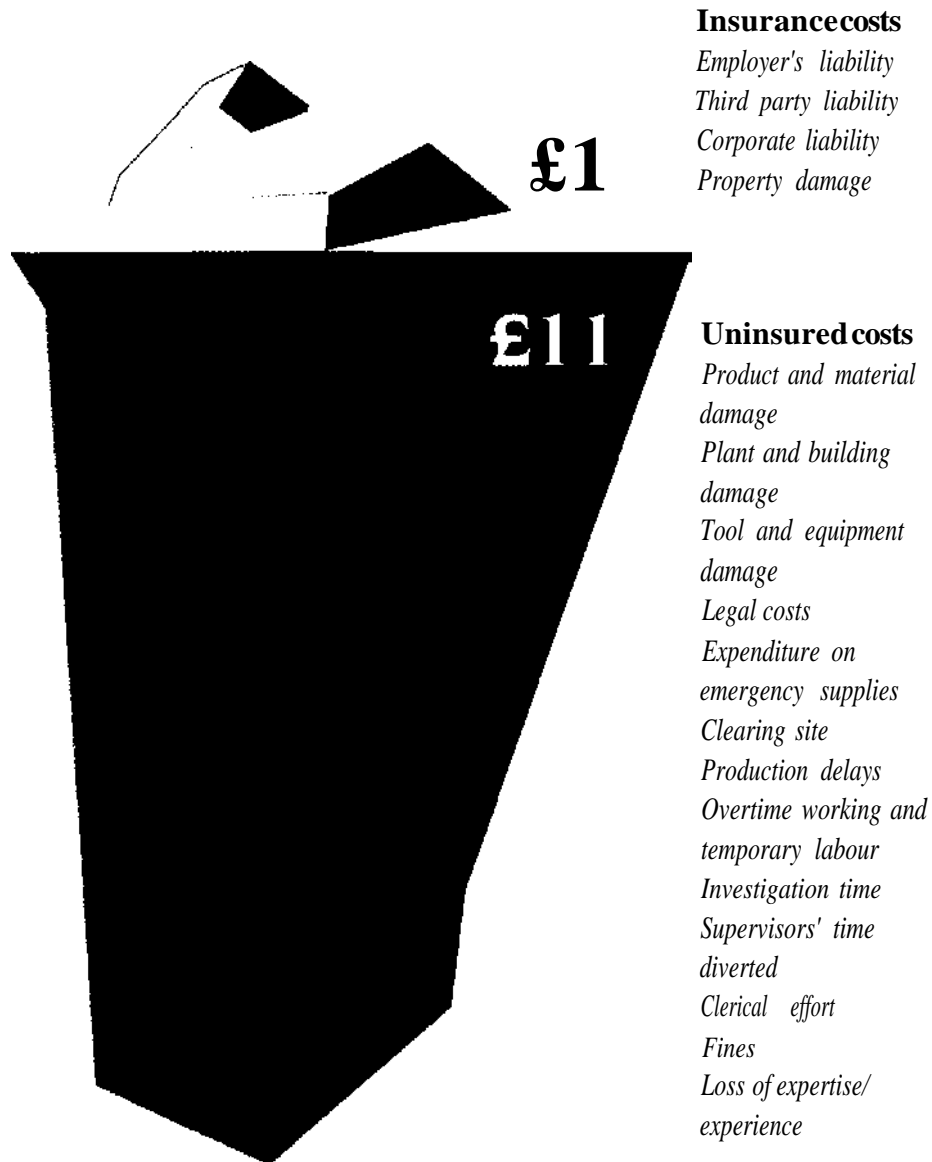 Insurance costs
Employer's liability
Third party liability
Corporate liability
Property damage
£1
£11
Uninsured costs
Product and material
damage
Plant and building
damage
Tool and equipment
damage
Legal costs
Expenditure on
emergency supplies
Clearing site
Production delays
Overtime working and
temporary labour
Investigation time
Supervisors' time
diverted
Clerical effort
Fines
Loss of expertise/
experience